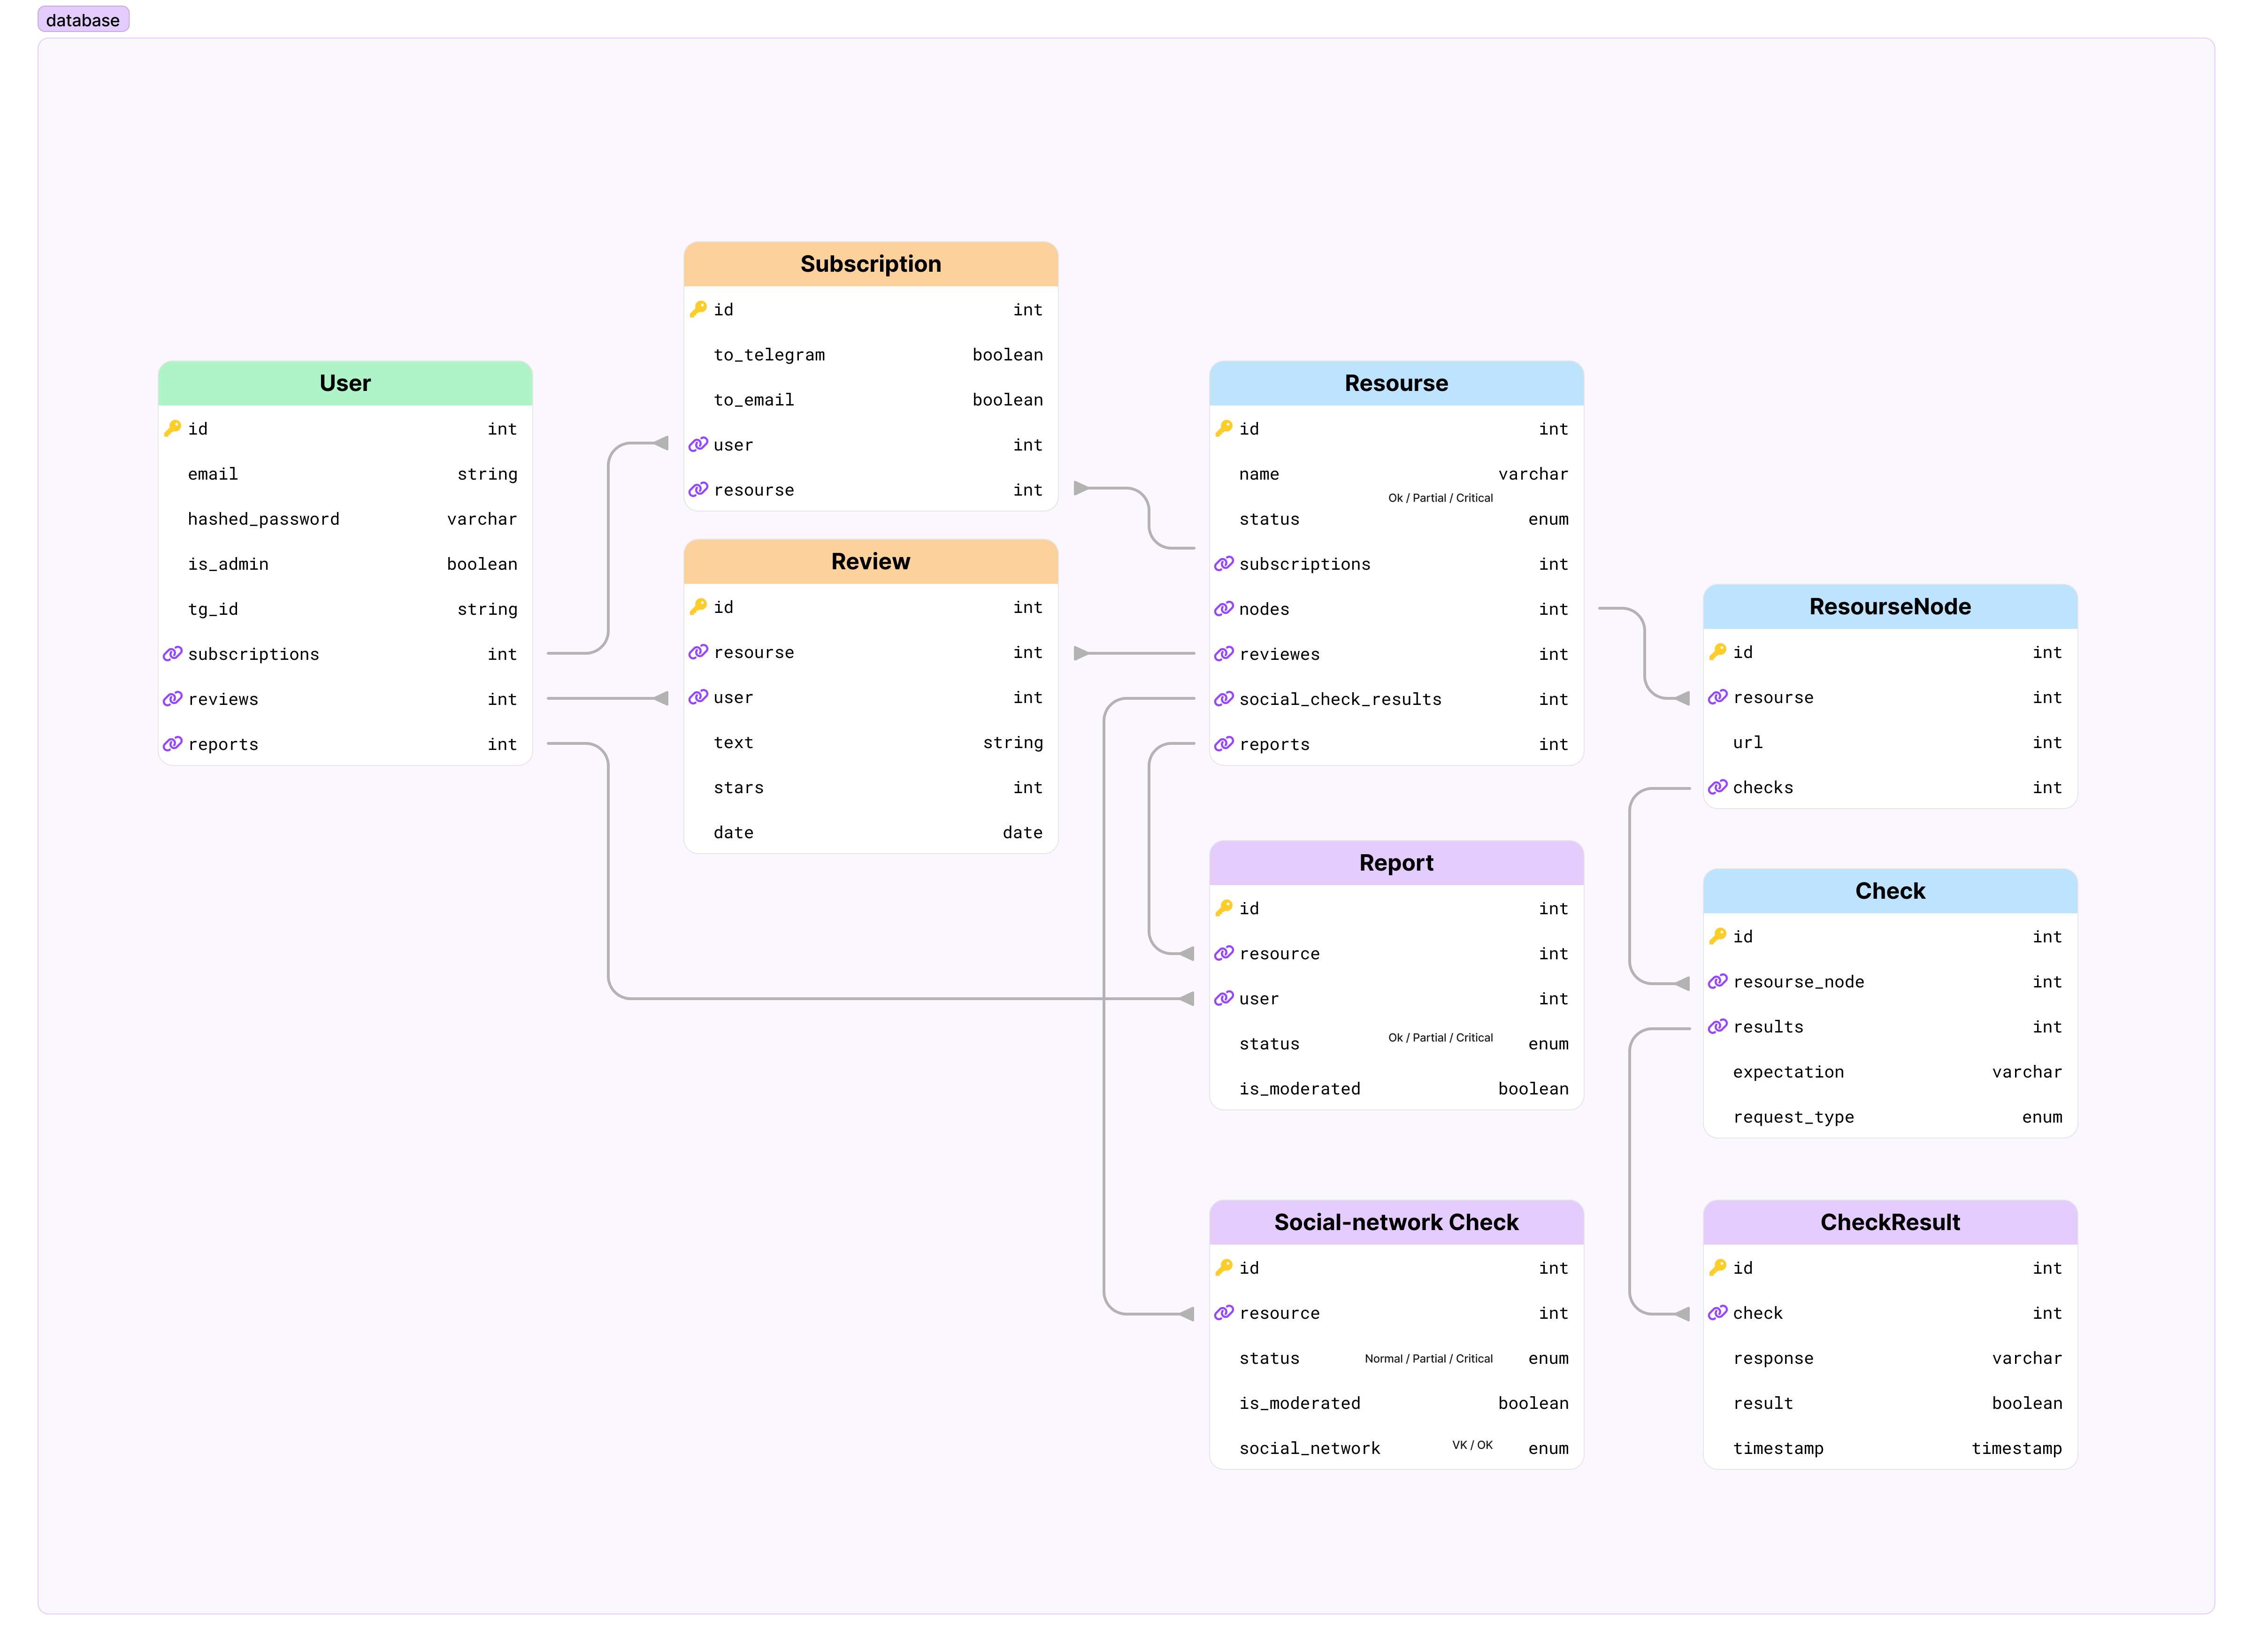 database
User
id int
email string
hashed_password varchar
is_admin boolean
tg_id string
subscriptions int
reviews int
reports int
Subscription
id int
to_telegram boolean
to_email boolean
user int
resourse int
Review
id int
resourse int
user int
text string
stars int
date date
Resourse
id int
name varchar
Ok / Partial / Critical
status enum
subscriptions int
nodes int
reviewes int
social_check_results int
reports int
Report
id int
resource int
user int
status Ok / Partial / Critical enum
is_moderated boolean
Social-network Check
id int
resource int
status Normal / Partial / Critical enum
is_moderated boolean
social_network VK / OK enum
ResourseNode
id int
resourse int
url int
checks int
Check
id int
resourse_node int
results int
expectation varchar
request_type enum
CheckResult
id int
check int
response varchar
result boolean
timestamp timestamp